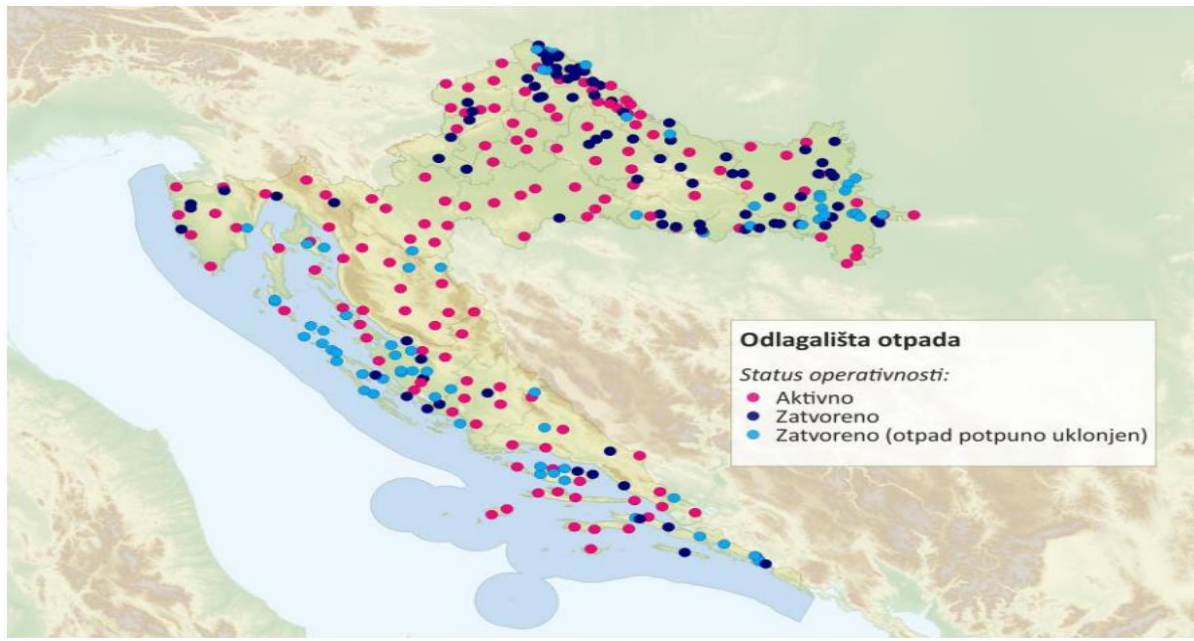 Odlagališta otpada
Status operativnosti:
Aktivno
Zatvoreno
Zatvoreno (otpad potpuno uklonjen)